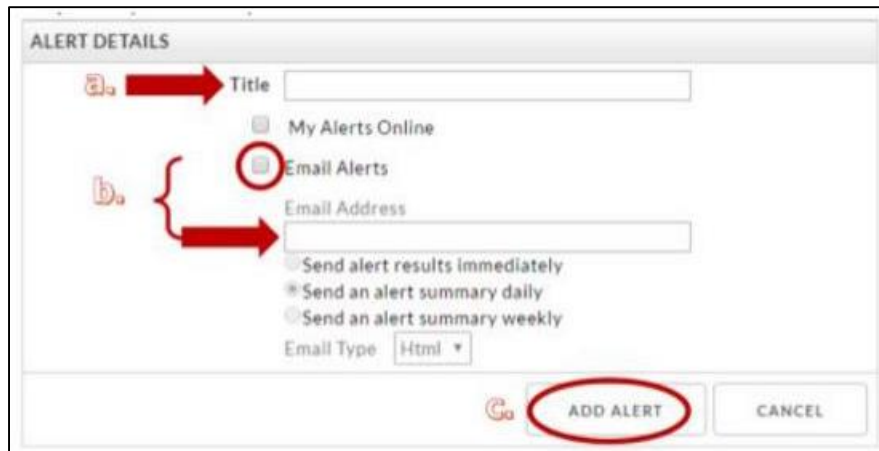 ALERT DETAILS
a. Title
My Alerts Online
Email Alerts
b.
Email Address
Send alert results immediately
Send an alert summary daily
Send an alert summary weekly
Email Type Html
c. ADD ALERT CANCEL